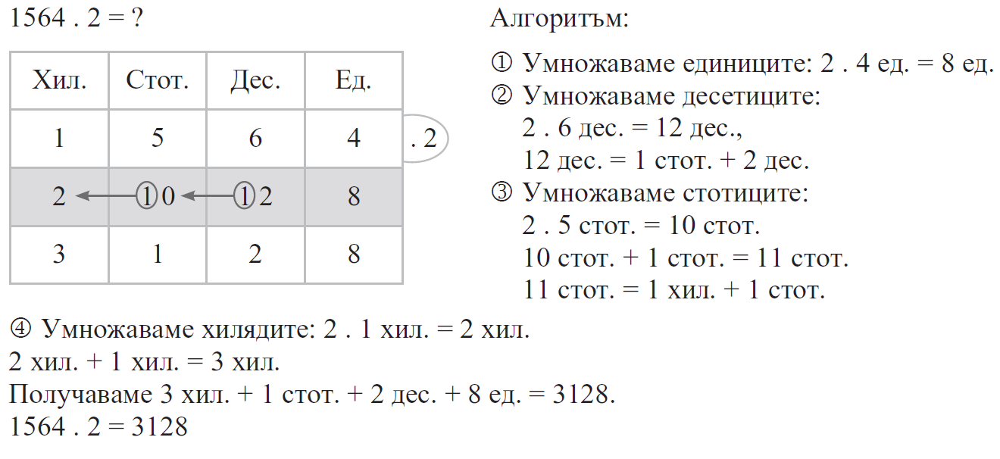 1564 . 2 = ?
Хил. Стот. Дес. Ед.
1 5 6 4 . 2
2 10 12 8
3 1 2 8
Алгоритъм:
① Умножаваме единиците: 2 . 4 ед. = 8 ед.
② Умножаваме десетиците:
2 . 6 дес. = 12 дес.,
12 дес. = 1 стот. + 2 дес.
③ Умножаваме стотиците:
2 . 5 стот. = 10 стот.
10 стот. + 1 стот. = 11 стот.
11 стот. = 1 хил. + 1 стот.
④ Умножаваме хилядите: 2 . 1 хил. = 2 хил.
2 хил. + 1 хил. = 3 хил.
Получаваме 3 хил. + 1 стот. + 2 дес. + 8 ед. = 3128.
1564 . 2 = 3128